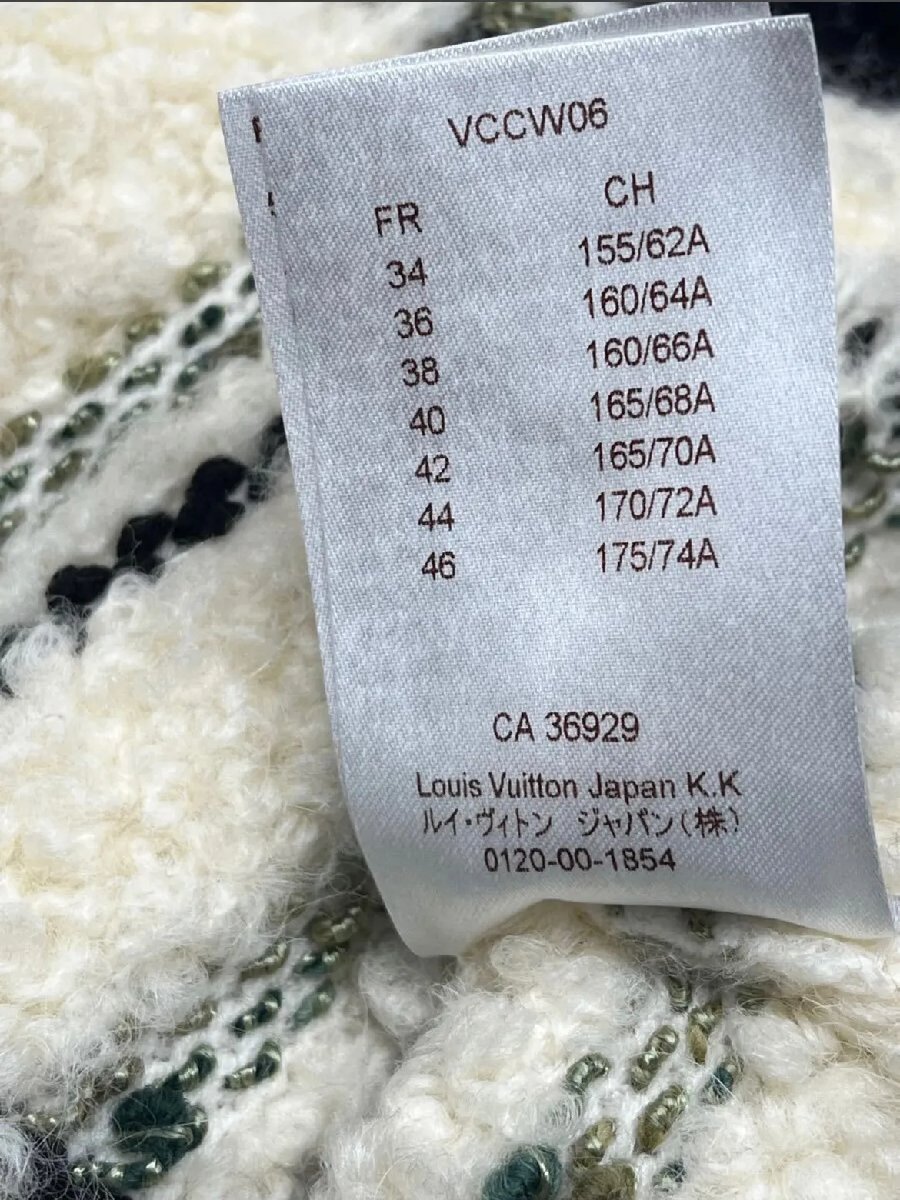 VCCW06
FR CH
34 155/62A
36 160/64A
38 160/66A
40 165/68A
42 165/70A
44 170/72A
46 175/74A
CA 36929
Louis Vuitton Japan K.K
ルイ・ヴィトン ジャパン(株)
0120-00-1854